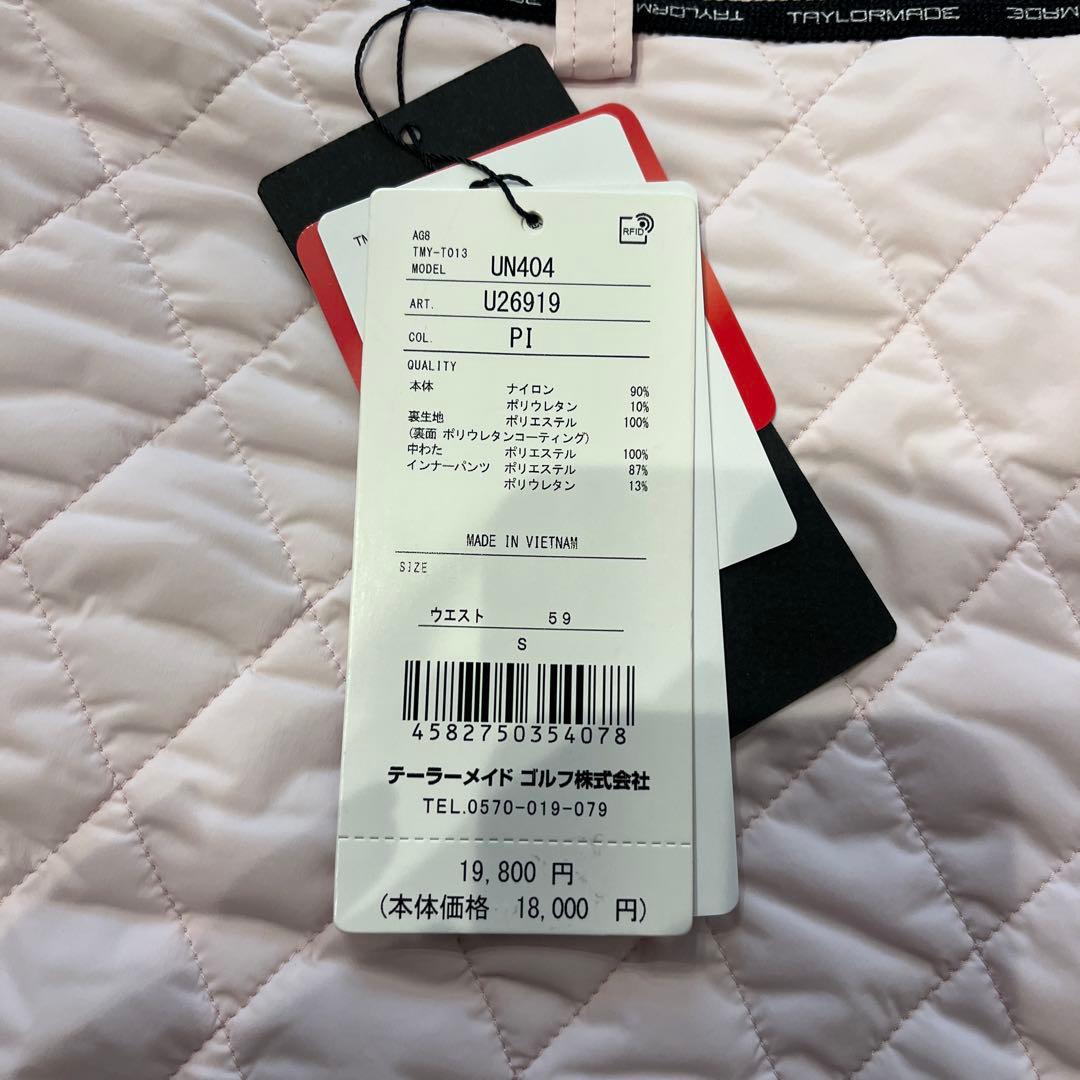 TAYLORMADE
TM
RFID
AG8
TMY-T013
MODEL UN404
ART. U26919
COL. PI
QUALITY
本体 ナイロン 90%
ポリウレタン 10%
裏生地 ポリエステル 100%
(裏面 ポリウレタンコーティング)
中わた ポリエステル 100%
インナーパンツ ポリエステル 87%
ポリウレタン 13%
MADE IN VIETNAM
SIZE
ウエスト 59
S
4582750354078
テーラーメイド ゴルフ株式会社
TEL.0570-019-079
19,800 円
(本体価格 18,000 円)